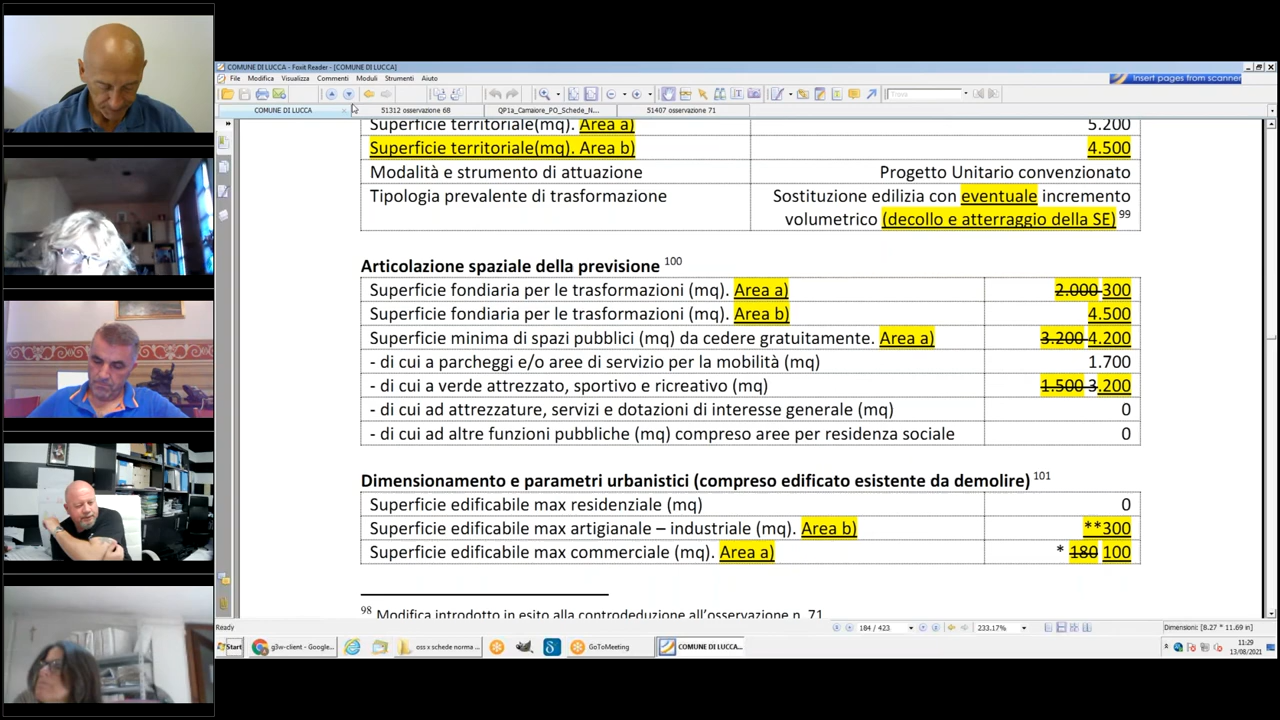 COMUNE DI LUCCA - Foxit Reader - [COMUNE DI LUCCA]
File Modifica Visualizza Commenti Moduli Strumenti Aiuto
Insert pages from scanner
Trova
COMUNE DI LUCCA 51312 osservazione 68 QP1a_Camaiore_PO_Schede_N... 51407 osservazione 71
Superficie territoriale(mq). Area a) 5.200
Superficie territoriale(mq). Area b) 4.500
Modalità e strumento di attuazione Progetto Unitario convenzionato
Tipologia prevalente di trasformazione Sostituzione edilizia con eventuale incremento
volumetrico (decollo e atterraggio della SE) 99
Articolazione spaziale della previsione 100
Superficie fondiaria per le trasformazioni (mq). Area a) 2.000 300
Superficie fondiaria per le trasformazioni (mq). Area b) 4.500
Superficie minima di spazi pubblici (mq) da cedere gratuitamente. Area a) 3.200 4.200
- di cui a parcheggi e/o aree di servizio per la mobilità (mq) 1.700
- di cui a verde attrezzato, sportivo e ricreativo (mq) 1.500 3.200
- di cui ad attrezzature, servizi e dotazioni di interesse generale (mq) 0
- di cui ad altre funzioni pubbliche (mq) compreso aree per residenza sociale 0
Dimensionamento e parametri urbanistici (compreso edificato esistente da demolire) 101
Superficie edificabile max residenziale (mq) 0
Superficie edificabile max artigianale – industriale (mq). Area b) **300
Superficie edificabile max commerciale (mq). Area a) * 180 100
98 Modifica introdotto in esito alla controdeduzione all'osservazione n. 71
Ready 184 / 423 233.17% Dimensioni: [8.27 * 11.69 in]
Start g3w-client - Google... oss x schede norma ... GoToMeeting COMUNE DI LUCCA...
11:29
13/08/2021